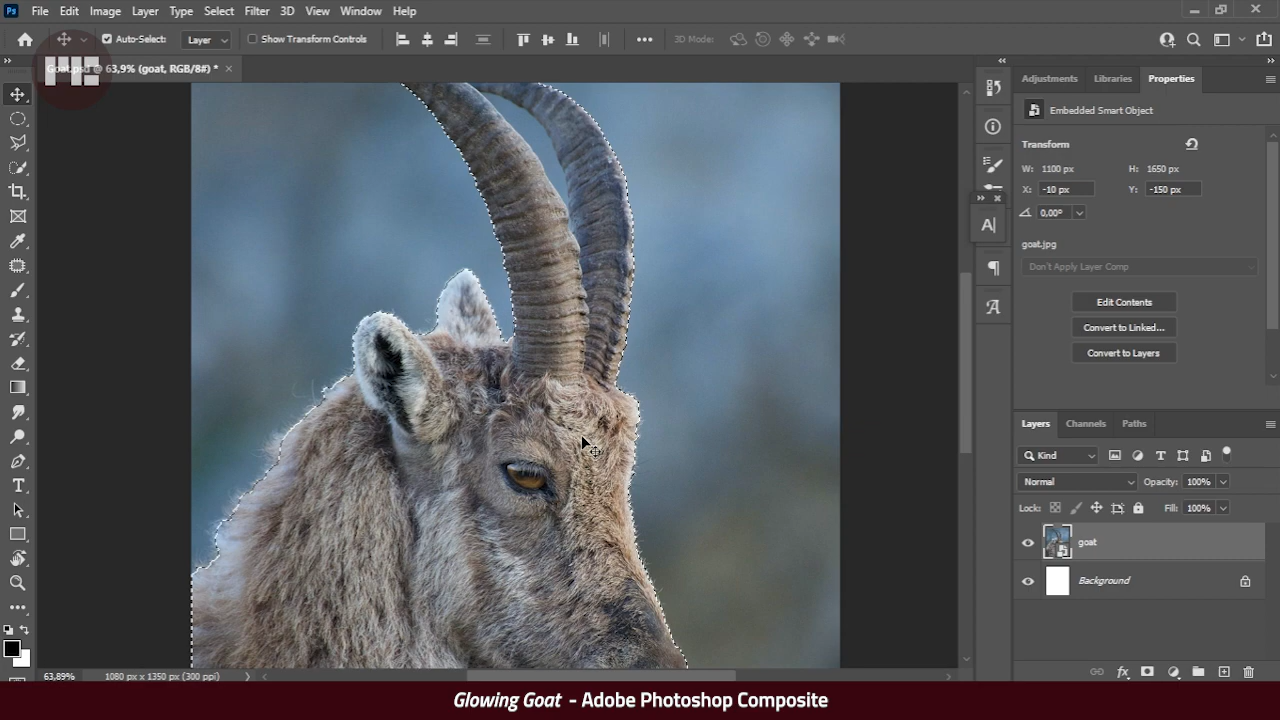 Ps File Edit Image Layer Type Select Filter 3D View Window Help
Auto-Select: Layer Show Transform Controls 3D Mode:
Goat.psd @ 63,9% (goat, RGB/8#) *
Adjustments Libraries Properties
Embedded Smart Object
Transform
W: 1100 px H: 1650 px
X: -10 px Y: -150 px
0,00°
goat.jpg
Don't Apply Layer Comp
Edit Contents
Convert to Linked...
Convert to Layers
Layers Channels Paths
Kind
Normal Opacity: 100%
Lock: Fill: 100%
goat
Background
63,89% 1080 px x 1350 px (300 ppi)
Glowing Goat - Adobe Photoshop Composite